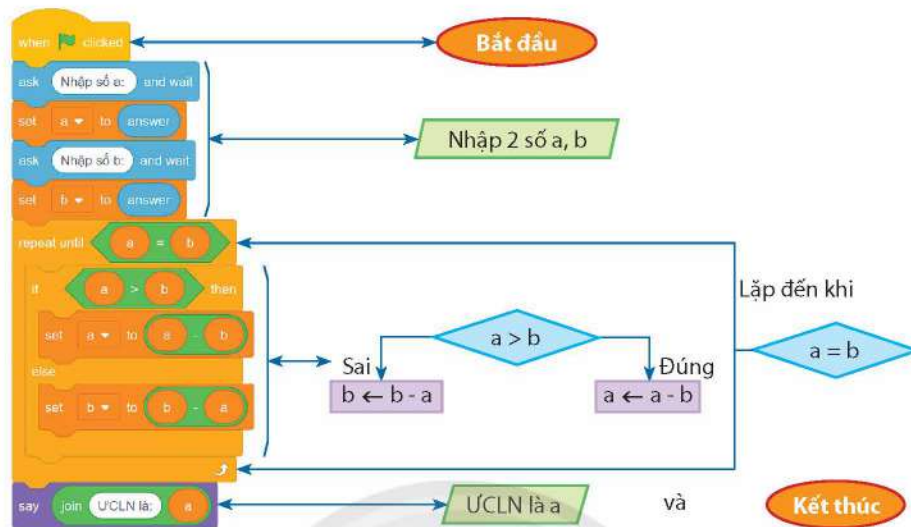 when clicked
Bắt đầu
ask Nhập số a: and wait
set a to answer
Nhập 2 số a, b
ask Nhập số b: and wait
set b to answer
repeat until a = b
if a > b then
set a to a - b
else
set b to b - a
Lặp đến khi
a = b
a > b
Sai
Đúng
b ← b - a
a ← a - b
say join ƯCLN là: a
ƯCLN là a
và
Kết thúc